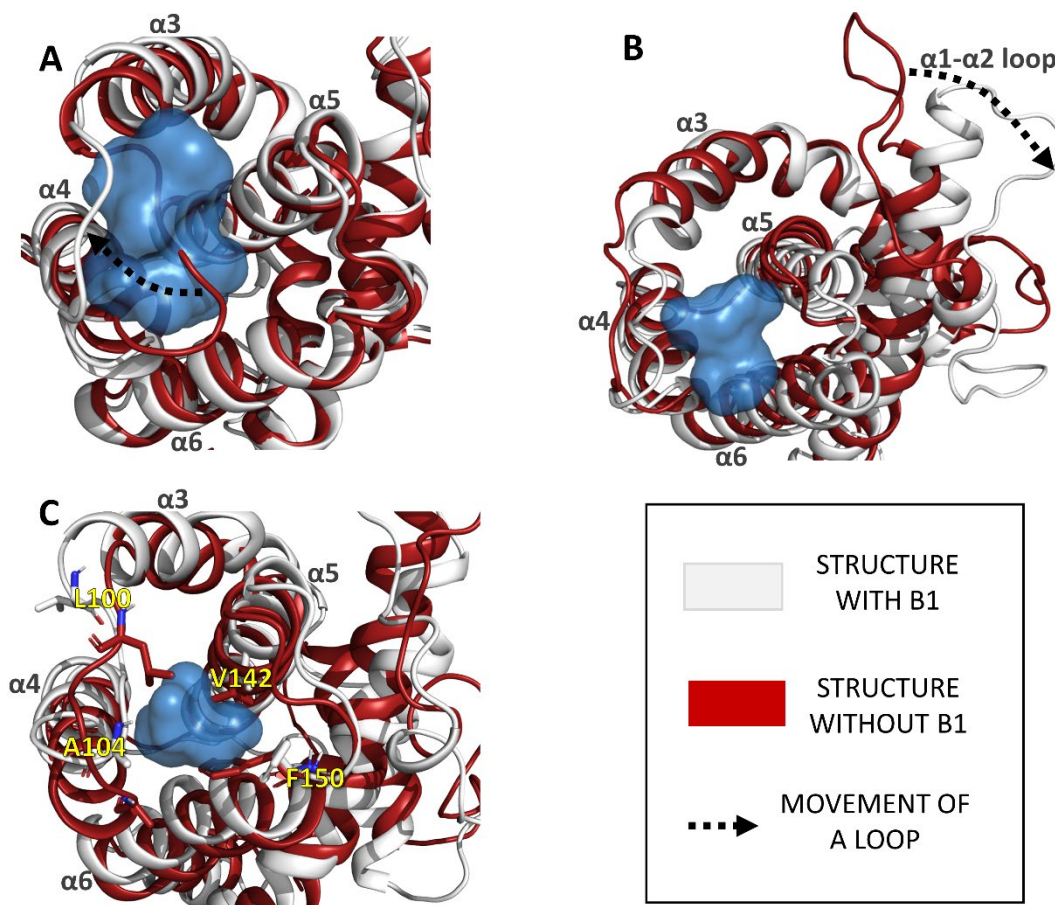 A
α3
α5
α4
α6
B
α1-α2 loop
α3
α5
α4
α6
C
α3
α5
L100
V142
α4
A104
F150
α6
STRUCTURE
WITH B1
STRUCTURE
WITHOUT B1
MOVEMENT OF
A LOOP